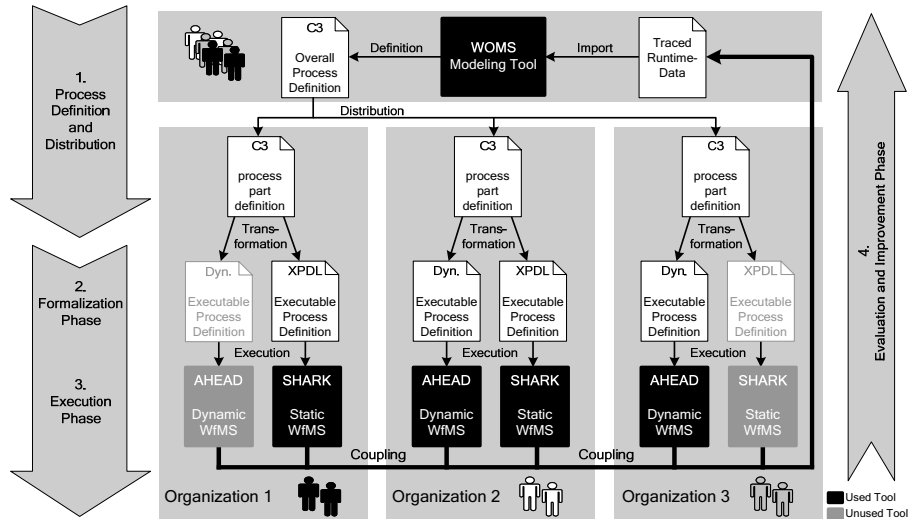 1.
Process
Definition
and
Distribution
2.
Formalization
Phase
3.
Execution
Phase
C3
Overall
Process
Definition
Definition
WOMS
Modeling Tool
Import
Traced
Runtime-
Data
Distribution
C3
process
part
definition
Trans-
formation
Dyn.
Executable
Process
Definition
XPDL
Executable
Process
Definition
Execution
AHEAD
Dynamic
WfMS
SHARK
Static
WfMS
Organization 1
Coupling
C3
process
part
definition
Trans-
formation
Dyn.
Executable
Process
Definition
XPDL
Executable
Process
Definition
Execution
AHEAD
Dynamic
WfMS
SHARK
Static
WfMS
Organization 2
Coupling
C3
process
part
definition
Trans-
formation
Dyn.
Executable
Process
Definition
XPDL
Executable
Process
Definition
Execution
AHEAD
Dynamic
WfMS
SHARK
Static
WfMS
Organization 3
4.
Evaluation and Improvement Phase
Used Tool
Unused Tool